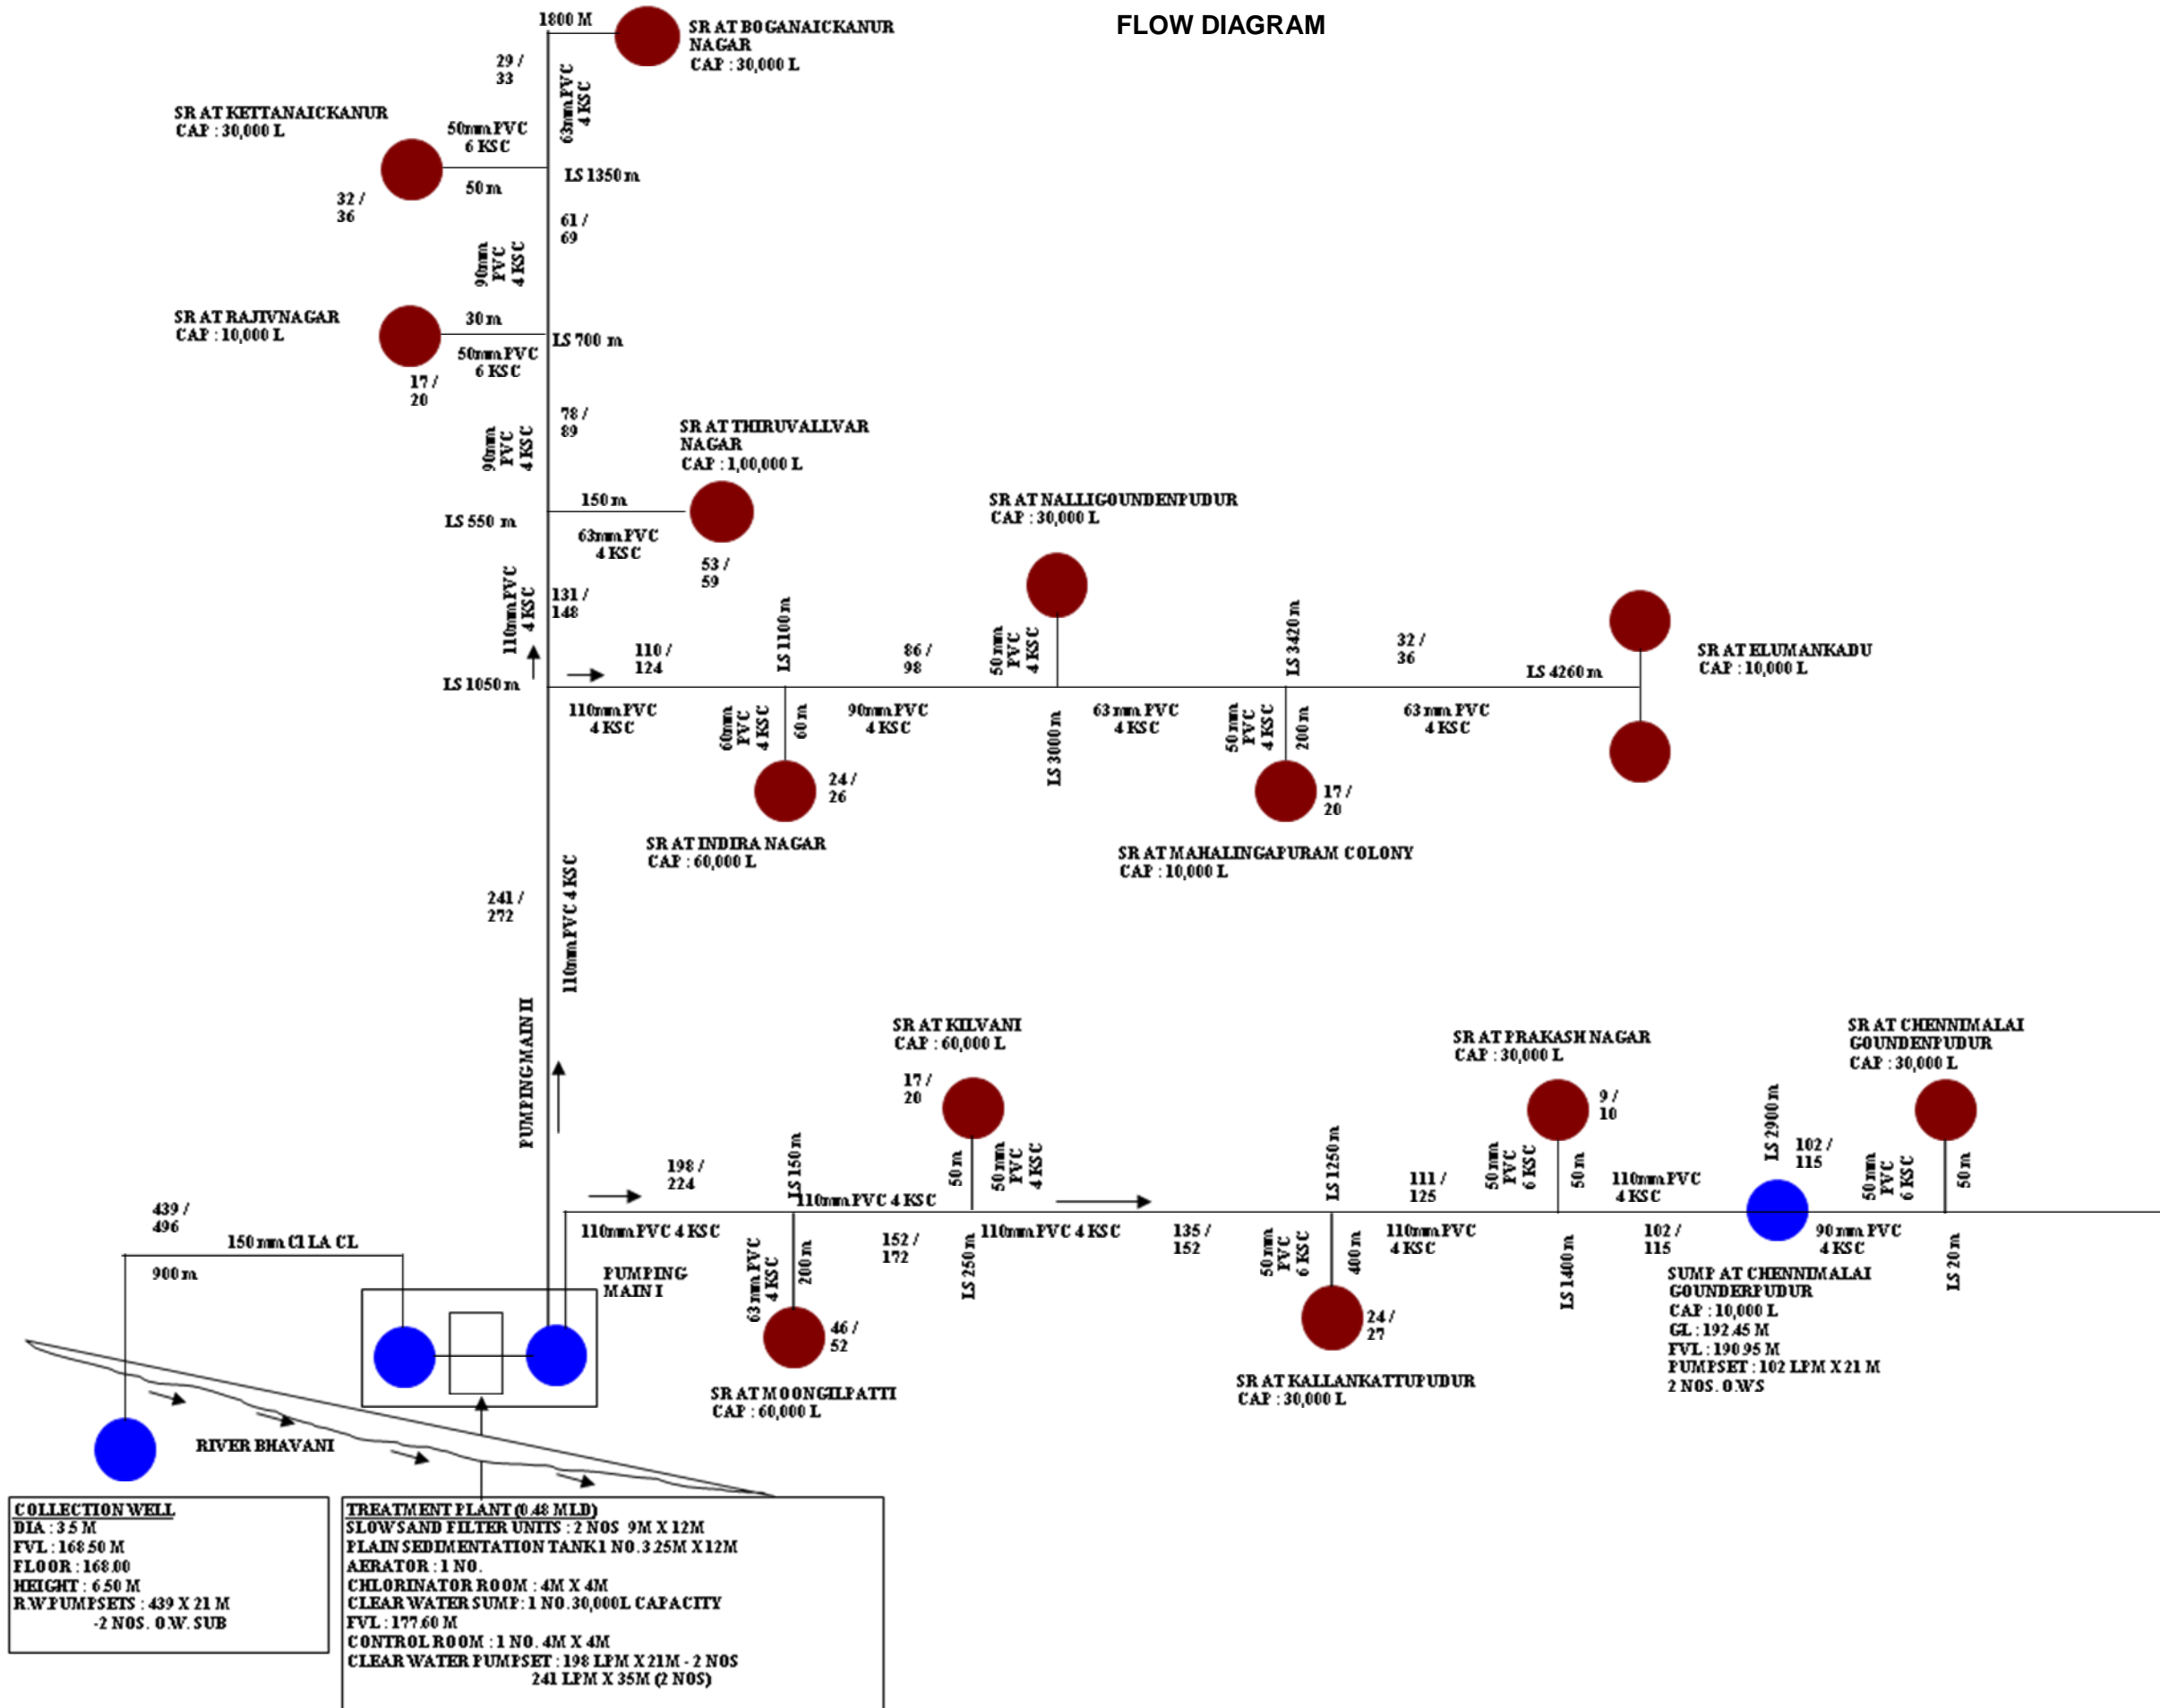 FLOW DIAGRAM
1800 M
SR AT BOGANAICKANUR
NAGAR
CAP : 30,000 L
29 /
33
63mm PVC
4 KSC
SR AT KETTANAICKANUR
CAP : 30,000 L
50mm PVC
6 KSC
50 m
LS 1350 m
32 /
36
61 /
69
90mm
PVC
4 KSC
SR AT RAJIVNAGAR
CAP : 10,000 L
30 m
50mm PVC
6 KSC
LS 700 m
17 /
20
78 /
89
90mm
PVC
4 KSC
SR AT THIRUVALLVAR
NAGAR
CAP : 1,00,000 L
150 m
LS 550 m
63mm PVC
4 KSC
53 /
59
SR AT NALLIGOUNDENPUDUR
CAP : 30,000 L
110mm PVC
4 KSC
131 /
148
110 /
124
LS 1100 m
86 /
98
50 mm
PVC
4 KSC
LS 3420 m
32 /
36
SR AT ELUMANKADU
CAP : 10,000 L
LS 1050 m
LS 4260 m
110mm PVC
4 KSC
60mm
PVC
4 KSC
60 m
90mm PVC
4 KSC
LS 3000 m
63 mm PVC
4 KSC
50 mm
PVC
4 KSC
200 m
63 mm PVC
4 KSC
24 /
26
17 /
20
SR AT INDIRA NAGAR
CAP : 60,000 L
SR AT MAHALINGAPURAM COLONY
CAP : 10,000 L
241 /
272
110mm PVC 4 KSC
PUMPING MAIN II
SR AT KILVANI
CAP : 60,000 L
SR AT PRAKASH NAGAR
CAP : 30,000 L
SR AT CHENNIMALAI
GOUNDENPUDUR
CAP : 30,000 L
17 /
20
9 /
10
198 /
224
LS 150 m
50 m
50 mm
PVC
4 KSC
LS 1250 m
111 /
125
50 mm
PVC
6 KSC
50 m
110mm PVC
4 KSC
LS 2900 m
102 /
115
50 mm
PVC
6 KSC
50 m
110mm PVC 4 KSC
439 /
496
150 mm CI LA CL
900 m
110mm PVC 4 KSC
63 mm PVC
4 KSC
200 m
152 /
172
LS 250 m
110mm PVC 4 KSC
135 /
152
50 mm
PVC
6 KSC
400 m
110mm PVC
4 KSC
LS 1400 m
102 /
115
90 mm PVC
4 KSC
LS 20 m
PUMPING
MAIN I
46 /
52
24 /
27
SR AT MOONGILPATTI
CAP : 60,000 L
SR AT KALLANKATTUPUDUR
CAP : 30,000 L
SUMP AT CHENNIMALAI
GOUNDERPUDUR
CAP : 10,000 L
GL : 192.45 M
FVL : 190.95 M
PUMPSET : 102 LPM X 21 M
2 NOS. O.W.S
RIVER BHAVANI
COLLECTION WELL
DIA : 3.5 M
FVL : 168.50 M
FLOOR : 168.00
HEIGHT : 6.50 M
R.W.PUMPSETS : 439 X 21 M
-2 NOS. O.W. SUB
TREATMENT PLANT (0.48 MLD)
SLOW SAND FILTER UNITS : 2 NOS 9M X 12M
PLAIN SEDIMENTATION TANK1 NO. 3.25M X 12M
AERATOR : 1 NO.
CHLORINATOR ROOM : 4M X 4M
CLEAR WATER SUMP: 1 NO. 30,000L CAPACITY
FVL : 177.60 M
CONTROL ROOM : 1 NO. 4M X 4M
CLEAR WATER PUMPSET : 198 LPM X 21M - 2 NOS
241 LPM X 35M (2 NOS)